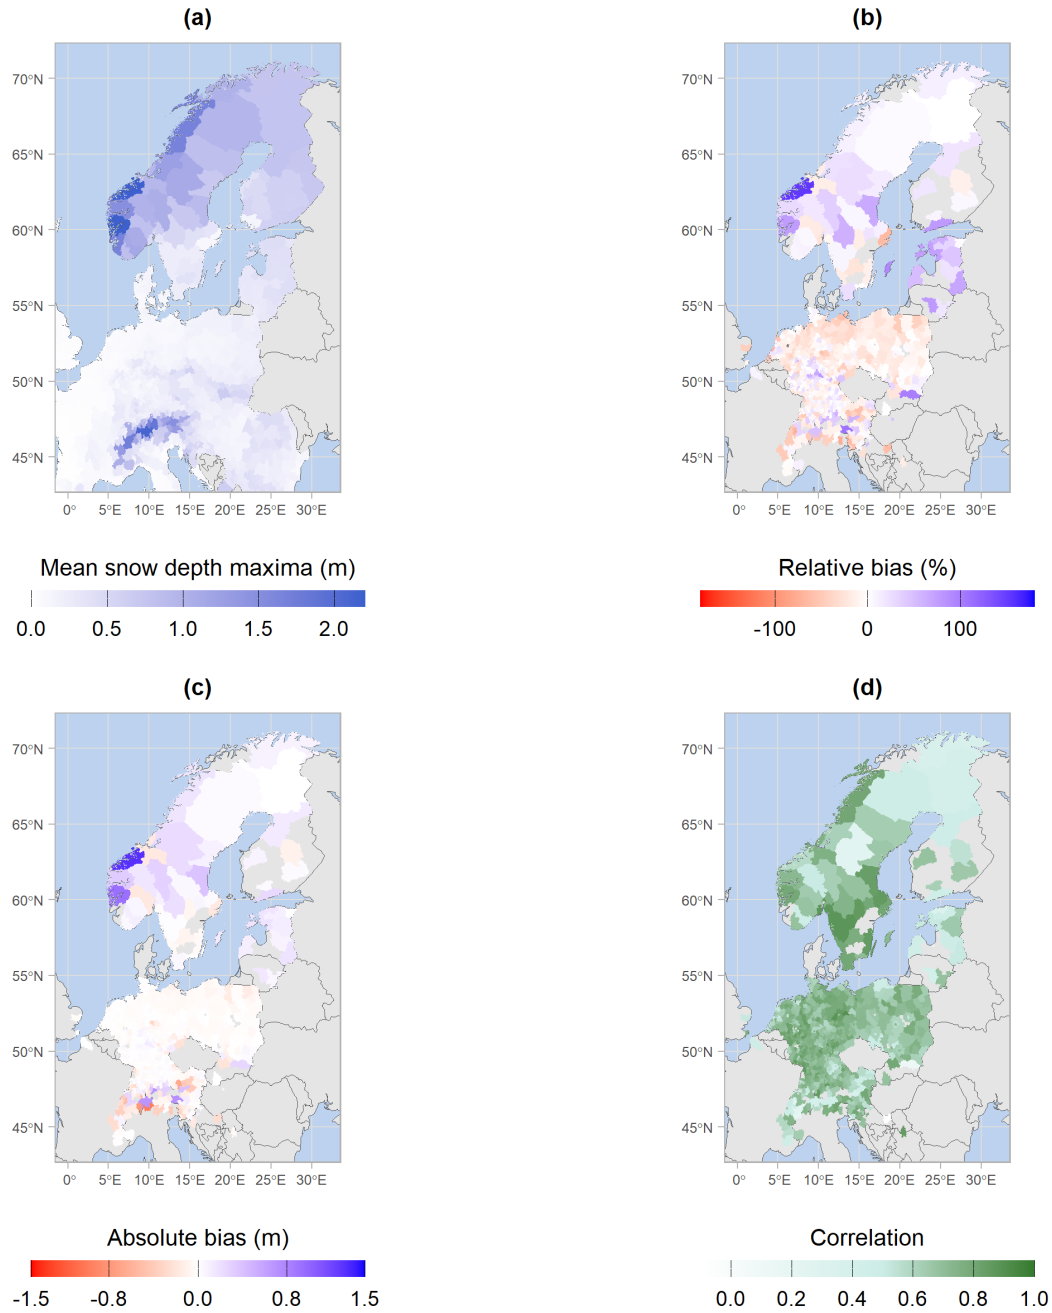 (a)
(b)
70°N
65°N
60°N
55°N
50°N
45°N
0° 5°E 10°E 15°E 20°E 25°E 30°E
70°N
65°N
60°N
55°N
50°N
45°N
0° 5°E 10°E 15°E 20°E 25°E 30°E
Mean snow depth maxima (m)
0.0 0.5 1.0 1.5 2.0
Relative bias (%)
-100 0 100
(c)
(d)
70°N
65°N
60°N
55°N
50°N
45°N
0° 5°E 10°E 15°E 20°E 25°E 30°E
70°N
65°N
60°N
55°N
50°N
45°N
0° 5°E 10°E 15°E 20°E 25°E 30°E
Absolute bias (m)
-1.5 -0.8 0.0 0.8 1.5
Correlation
0.0 0.2 0.4 0.6 0.8 1.0